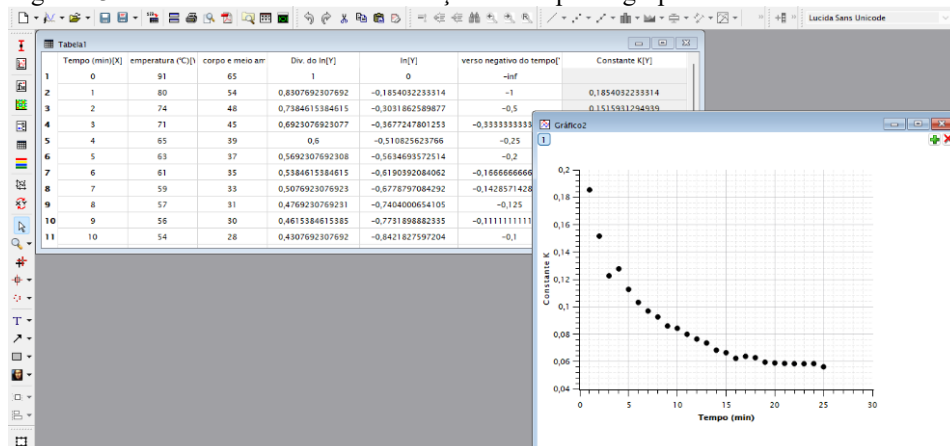 Lucida Sans Unicode
Tabela1
Tempo (min)[X] emperatura (ºC)[Y corpo e meio am Div. do ln[Y] ln[Y] verso negativo do tempo[ Constante K[Y]
1 0 91 65 1 0 -inf
2 1 80 54 0,8307692307692 -0,1854032233314 -1 0,1854032233314
3 2 74 48 0,7384615384615 -0,3031862589877 -0,5 0,1515931294939
4 3 71 45 0,6923076923077 -0,3677247801253 -0,3333333333
5 4 65 39 0,6 -0,510825623766 -0,25
6 5 63 37 0,5692307692308 -0,5634693572514 -0,2
7 6 61 35 0,5384615384615 -0,6190392084062 -0,1666666666
8 7 59 33 0,5076923076923 -0,6778797084292 -0,1428571428
9 8 57 31 0,4769230769231 -0,7404000654105 -0,125
10 9 56 30 0,4615384615385 -0,7731898882335 -0,1111111111
11 10 54 28 0,4307692307692 -0,8421827597204 -0,1
Gráfico2
1
0,2
0,18
0,16
0,14
0,12
0,1
0,08
0,06
0,04
Constante K
0 5 10 15 20 25 30
Tempo (min)